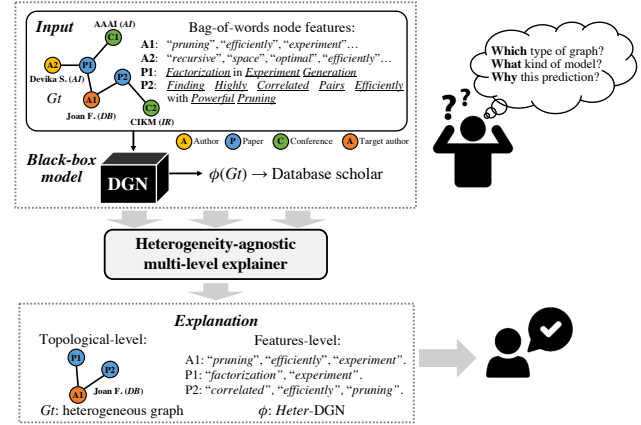 Input
AAAI (AI)
C1
A2
P1
Devika S. (AI)
P2
Gt
A1
C2
Joan F. (DB)
CIKM (IR)
Bag-of-words node features:
A1: “pruning”, “efficiently”, “experiment”…
A2: “recursive”, “space”, “optimal”, “efficiently”…
P1: Factorization in Experiment Generation
P2: Finding Highly Correlated Pairs Efficiently
with Powerful Pruning
A Author P Paper C Conference A Target author
Black-box
model
DGN
ϕ(Gt) → Database scholar
Which type of graph?
What kind of model?
Why this prediction?
? ?
Heterogeneity-agnostic
multi-level explainer
Explanation
Topological-level:
P1
P2
A1
Joan F. (DB)
Gt: heterogeneous graph
Features-level:
A1: “pruning”, “efficiently”, “experiment”.
P1: “factorization”, “experiment”.
P2: “correlated”, “efficiently”, “pruning”.
ϕ: Heter-DGN